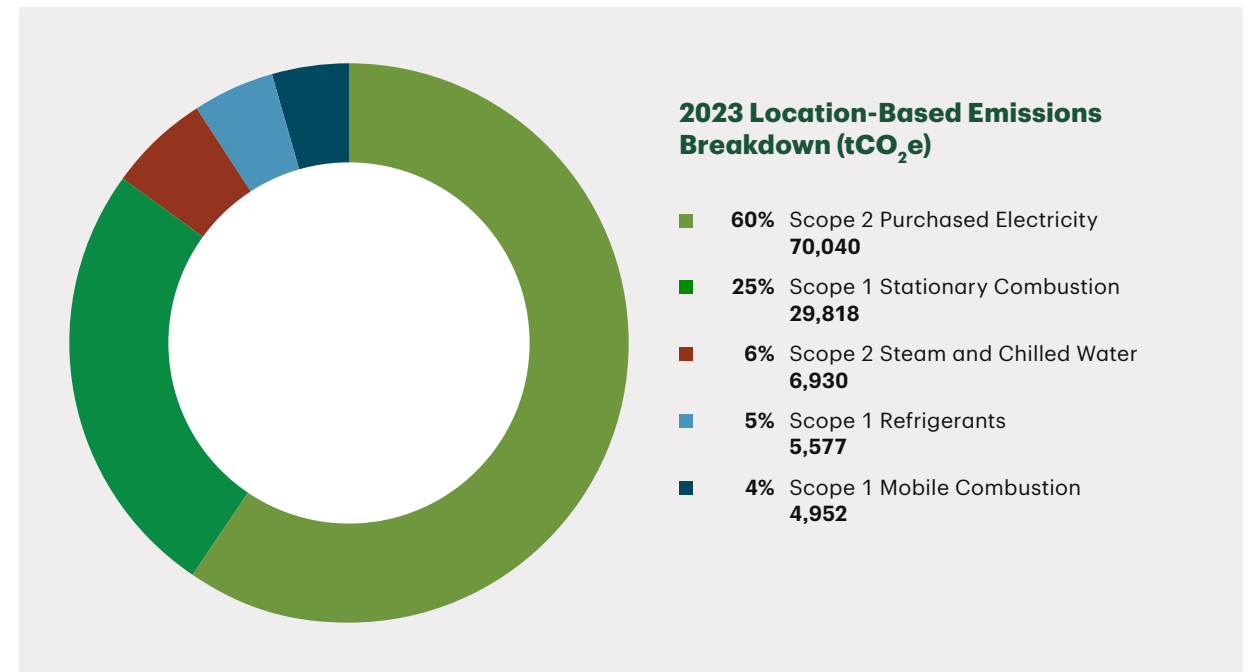 2023 Location-Based Emissions
Breakdown (tCO₂e)
60% Scope 2 Purchased Electricity
70,040
25% Scope 1 Stationary Combustion
29,818
6% Scope 2 Steam and Chilled Water
6,930
5% Scope 1 Refrigerants
5,577
4% Scope 1 Mobile Combustion
4,952